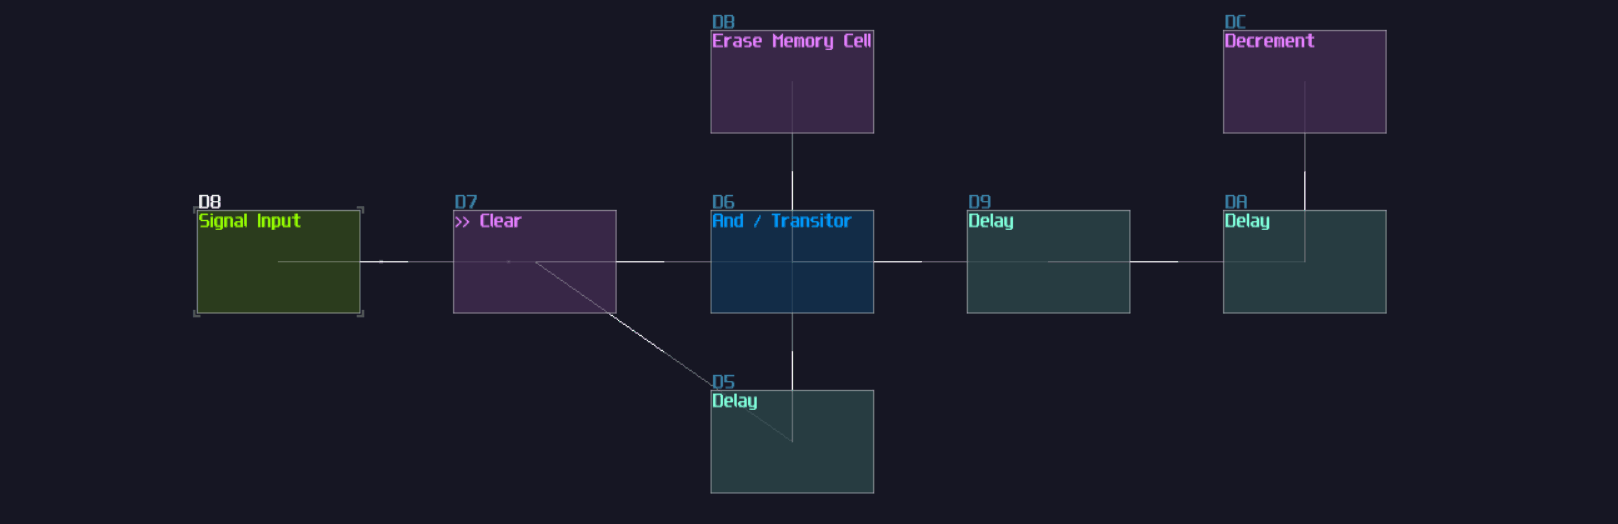 DB
Erase Memory Cell
DC
Decrement
D8
Signal Input
D7
>> Clear
D6
And / Transitor
D9
Delay
DA
Delay
D5
Delay